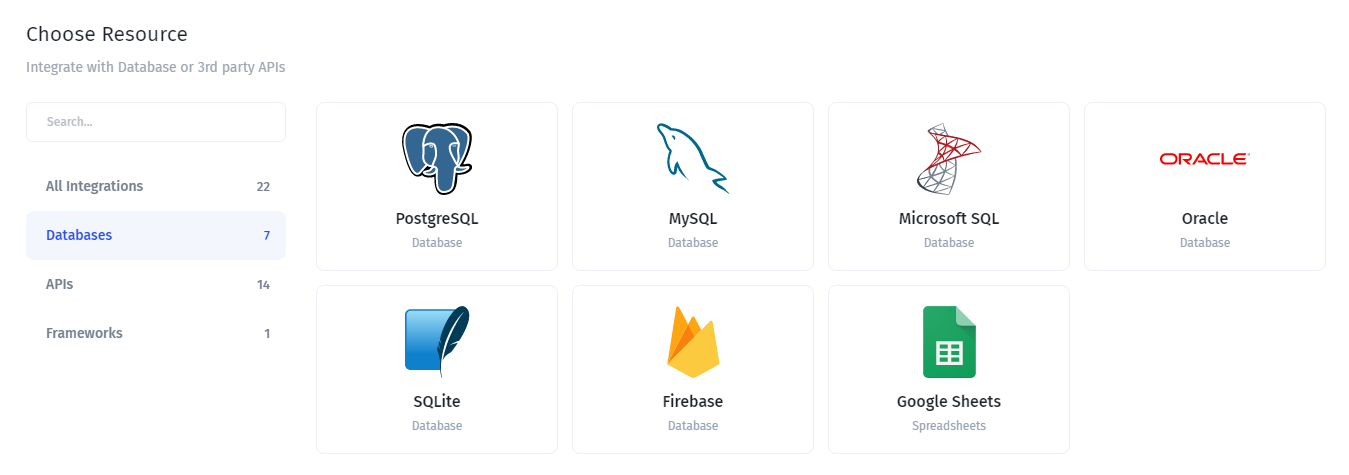 Choose Resource
Integrate with Database or 3rd party APIs
Search...
All Integrations 22
Databases 7
APIs 14
Frameworks 1
PostgreSQL
Database
MySQL
Database
Microsoft SQL
Database
ORACLE
Oracle
Database
SQLite
Database
Firebase
Database
Google Sheets
Spreadsheets